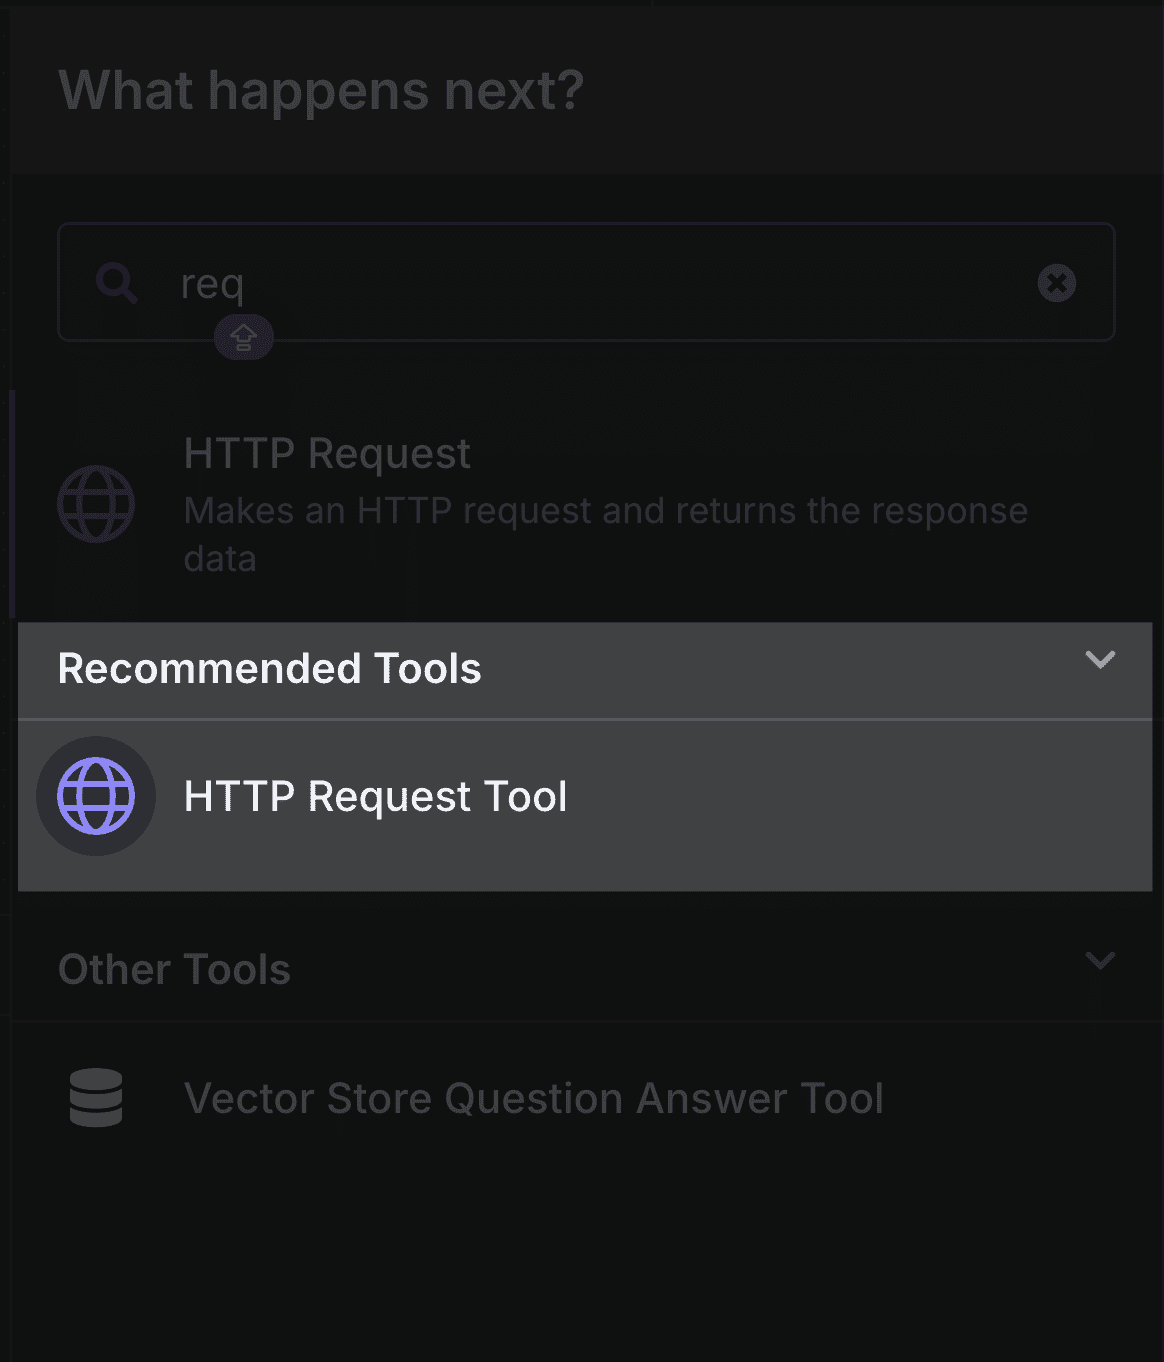 What happens next?
req
HTTP Request
Makes an HTTP request and returns the response
data
Recommended Tools
HTTP Request Tool
Other Tools
Vector Store Question Answer Tool